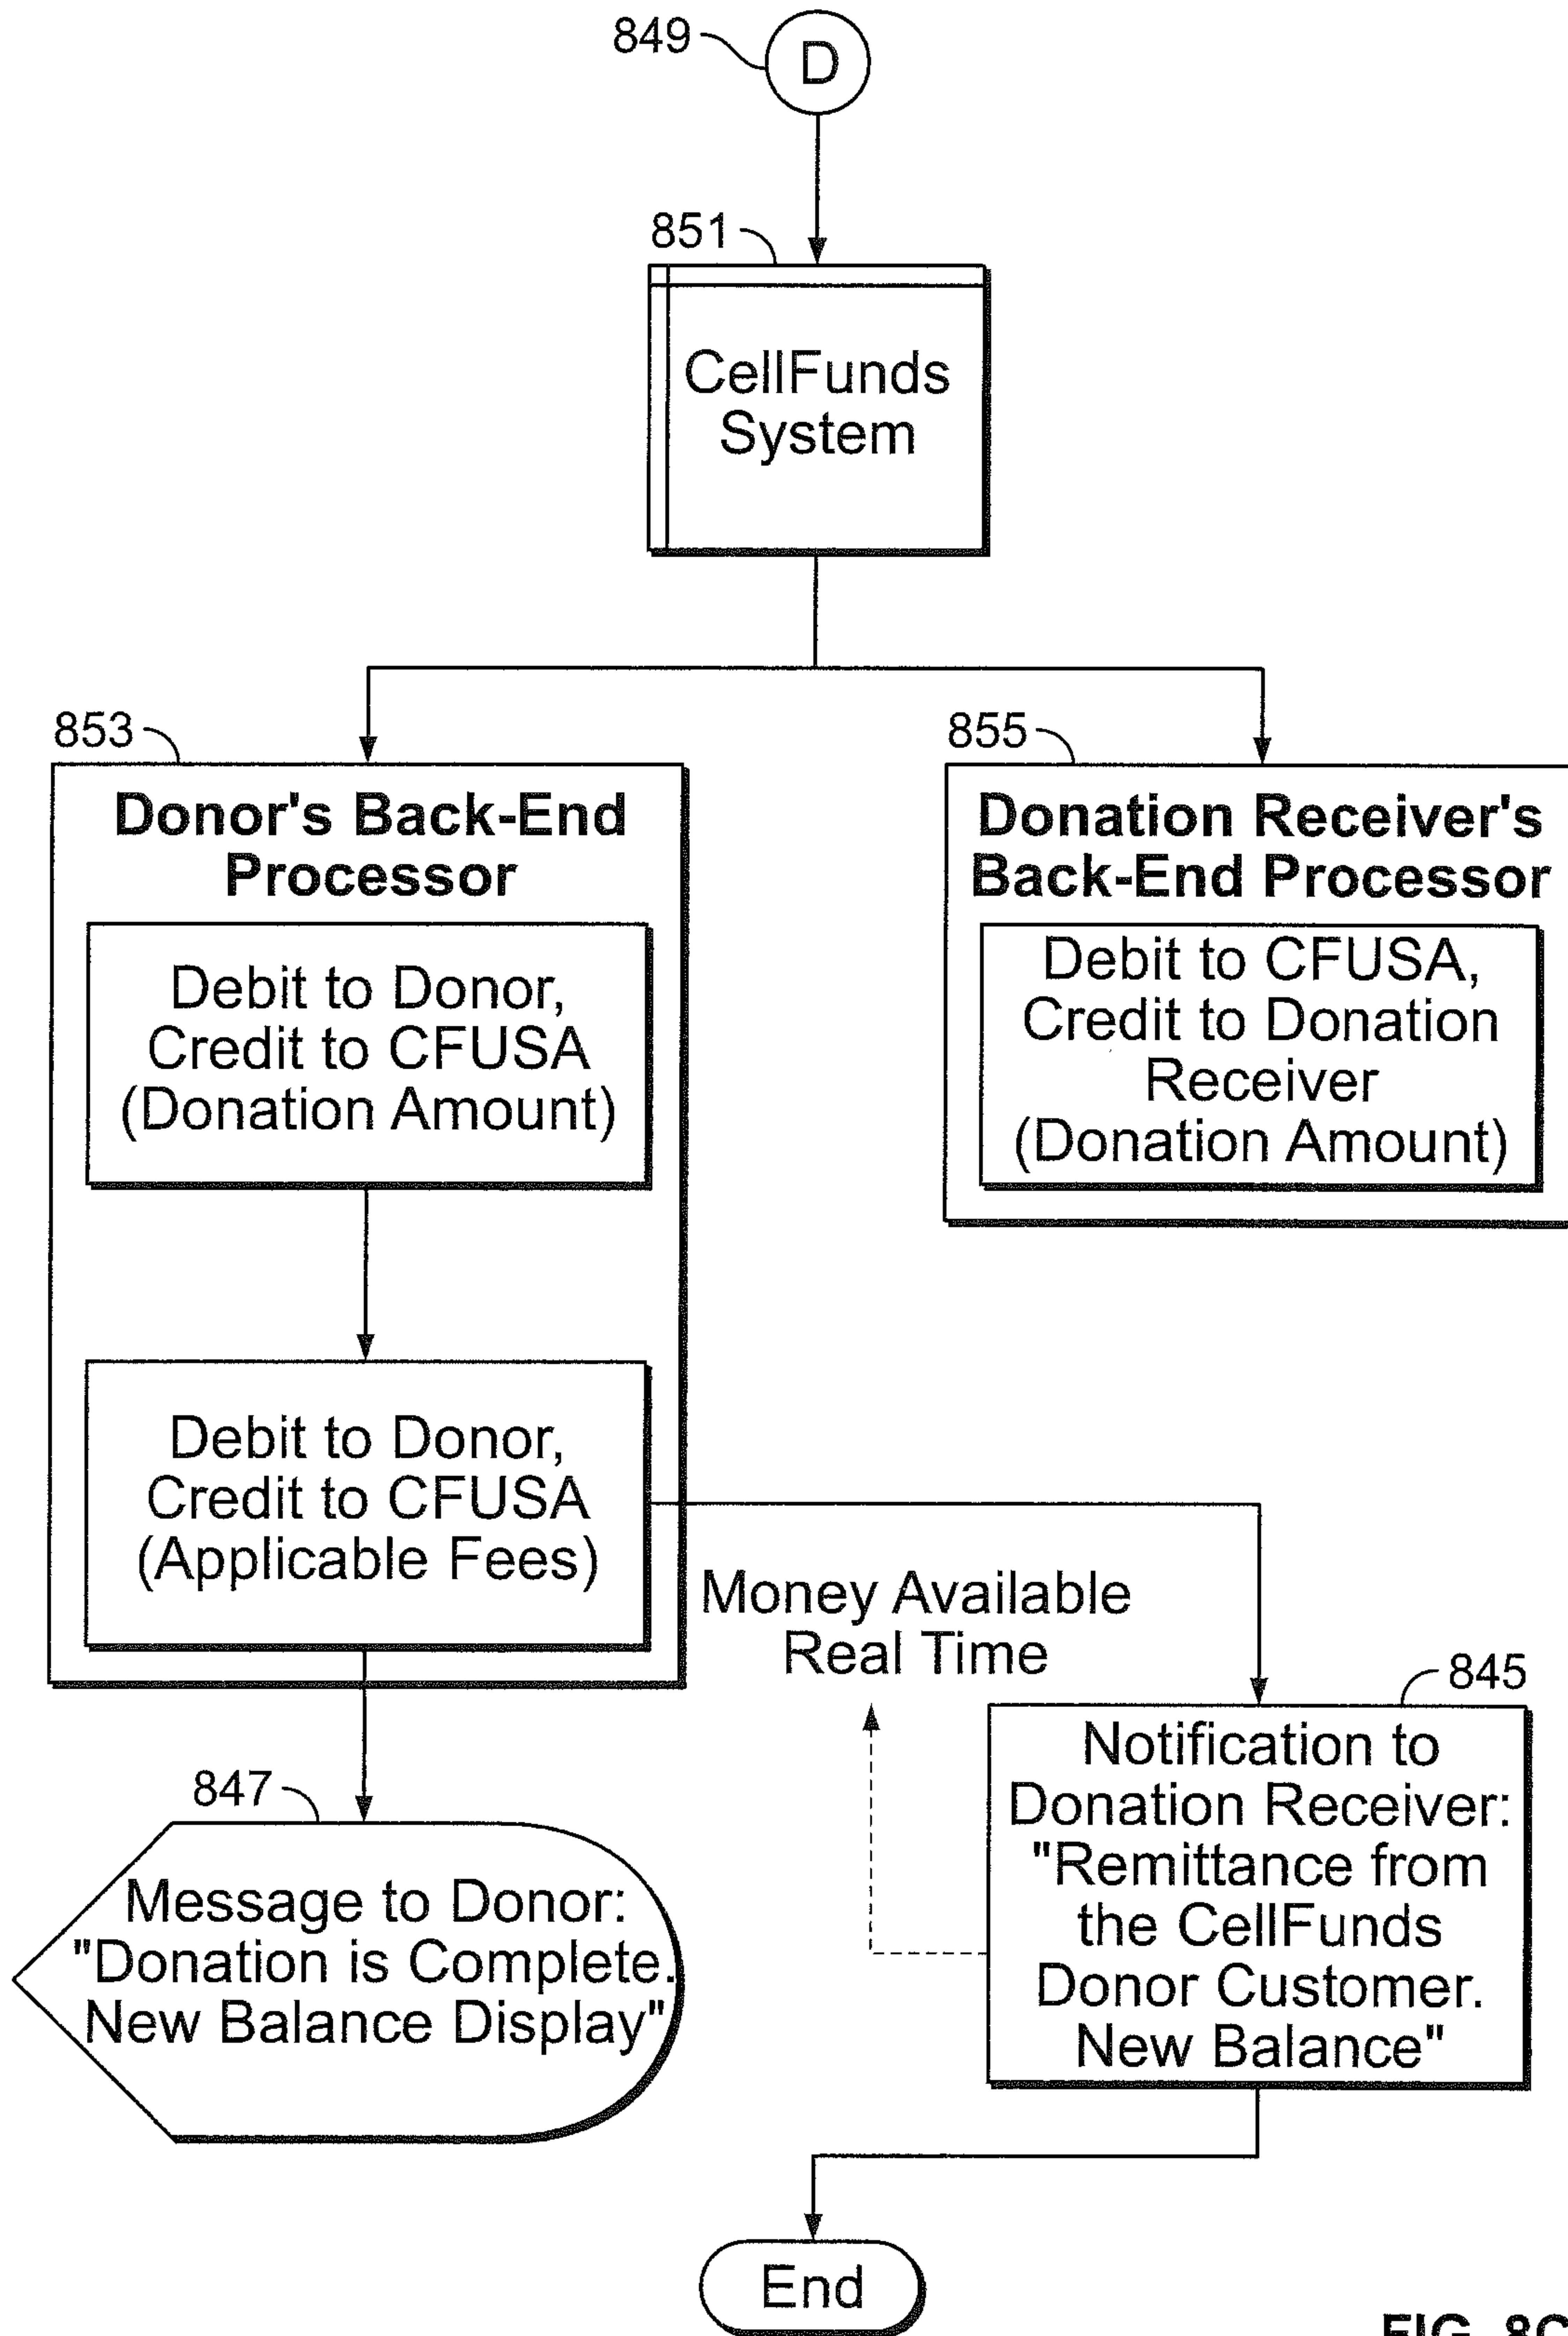 849
D
851
CellFunds
System
853
Donor's Back-End
Processor
Debit to Donor,
Credit to CFUSA
(Donation Amount)
Debit to Donor,
Credit to CFUSA
(Applicable Fees)
855
Donation Receiver's
Back-End Processor
Debit to CFUSA,
Credit to Donation
Receiver
(Donation Amount)
Money Available
Real Time
845
Notification to
Donation Receiver:
"Remittance from
the CellFunds
Donor Customer.
New Balance"
847
Message to Donor:
"Donation is Complete.
New Balance Display"
End